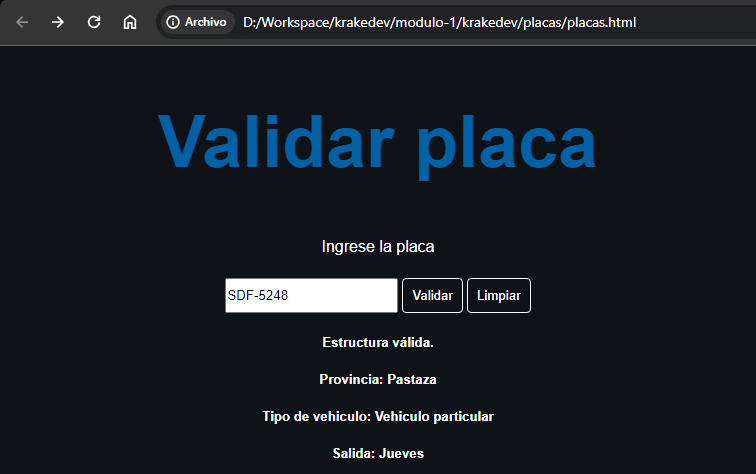 Archivo D:/Workspace/krakedev/modulo-1/krakedev/placas/placas.html
Validar placa
Ingrese la placa
SDF-5248 Validar Limpiar
Estructura válida.
Provincia: Pastaza
Tipo de vehiculo: Vehiculo particular
Salida: Jueves